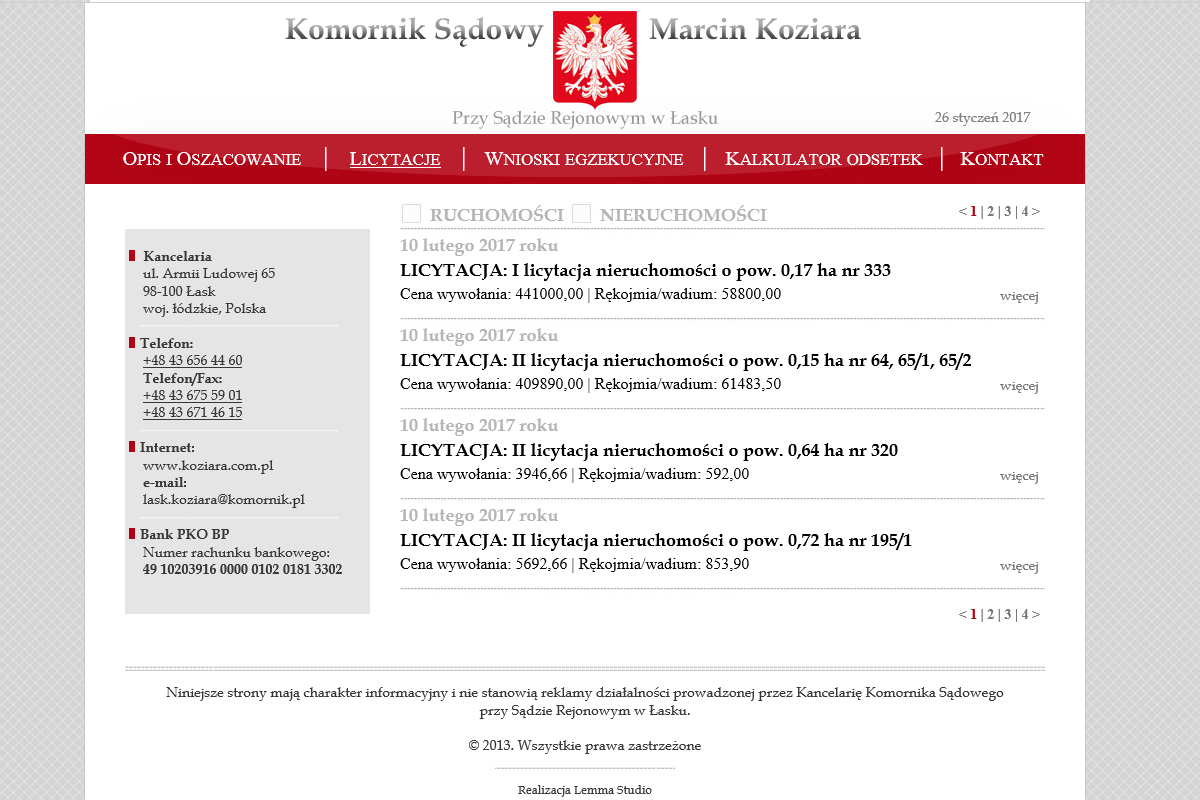 Komornik Sądowy Marcin Koziara
Przy Sądzie Rejonowym w Łasku
26 styczeń 2017
Opis i Oszacowanie | Licytacje | Wnioski egzekucyjne | Kalkulator odsetek | Kontakt
Kancelaria
ul. Armii Ludowej 65
98-100 Łask
woj. łódzkie, Polska
Telefon:
+48 43 656 44 60
Telefon/Fax:
+48 43 675 59 01
+48 43 671 46 15
Internet:
www.koziara.com.pl
e-mail:
lask.koziara@komornik.pl
Bank PKO BP
Numer rachunku bankowego:
49 10203916 0000 0102 0181 3302
RUCHOMOŚCI NIERUCHOMOŚCI
< 1 | 2 | 3 | 4 >
10 lutego 2017 roku
LICYTACJA: I licytacja nieruchomości o pow. 0,17 ha nr 333
Cena wywołania: 441000,00 | Rękojmia/wadium: 58800,00
więcej
10 lutego 2017 roku
LICYTACJA: II licytacja nieruchomości o pow. 0,15 ha nr 64, 65/1, 65/2
Cena wywołania: 409890,00 | Rękojmia/wadium: 61483,50
więcej
10 lutego 2017 roku
LICYTACJA: II licytacja nieruchomości o pow. 0,64 ha nr 320
Cena wywołania: 3946,66 | Rękojmia/wadium: 592,00
więcej
10 lutego 2017 roku
LICYTACJA: II licytacja nieruchomości o pow. 0,72 ha nr 195/1
Cena wywołania: 5692,66 | Rękojmia/wadium: 853,90
więcej
< 1 | 2 | 3 | 4 >
Niniejsze strony mają charakter informacyjny i nie stanowią reklamy działalności prowadzonej przez Kancelarię Komornika Sądowego
przy Sądzie Rejonowym w Łasku.
© 2013. Wszystkie prawa zastrzeżone
Realizacja Lemma Studio